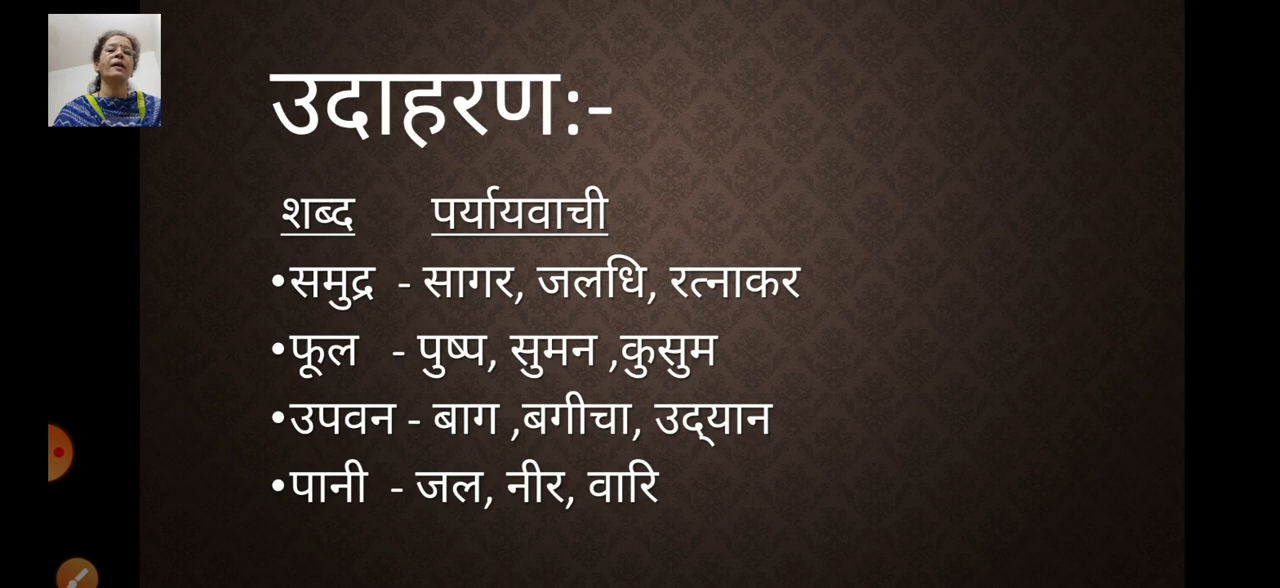 उदाहरण:-
शब्द पर्यायवाची
•समुद्र - सागर, जलधि, रत्नाकर
•फूल - पुष्प, सुमन ,कुसुम
•उपवन - बाग ,बगीचा, उद्‌यान
•पानी - जल, नीर, वारि